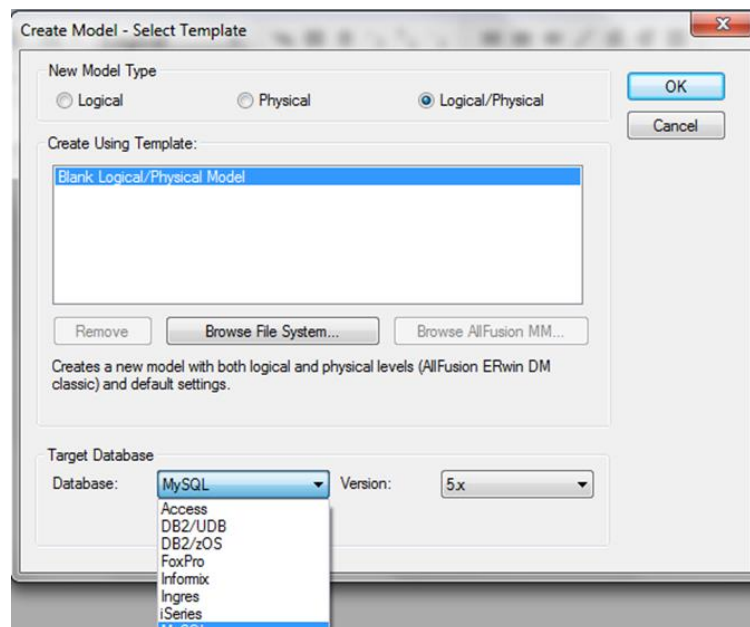 Create Model - Select Template
New Model Type
Logical Physical Logical/Physical
OK
Cancel
Create Using Template:
Blank Logical/Physical Model
Remove Browse File System... Browse AllFusion MM...
Creates a new model with both logical and physical levels (AllFusion ERwin DM
classic) and default settings.
Target Database
Database: MySQL Version: 5.x
Access
DB2/UDB
DB2/zOS
FoxPro
Informix
Ingres
iSeries
MySQL